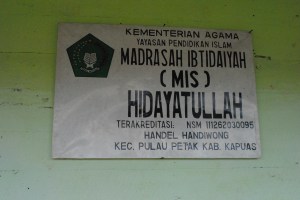 KEMENTERIAN AGAMA
YAYASAN PENDIDIKAN ISLAM
MADRASAH IBTIDAIYAH
( MIS )
HIDAYATULLAH
TERAKREDITASI: NSM 111262030095
HANDEL HANDIWONG
KEC. PULAU PETAK KAB. KAPUAS